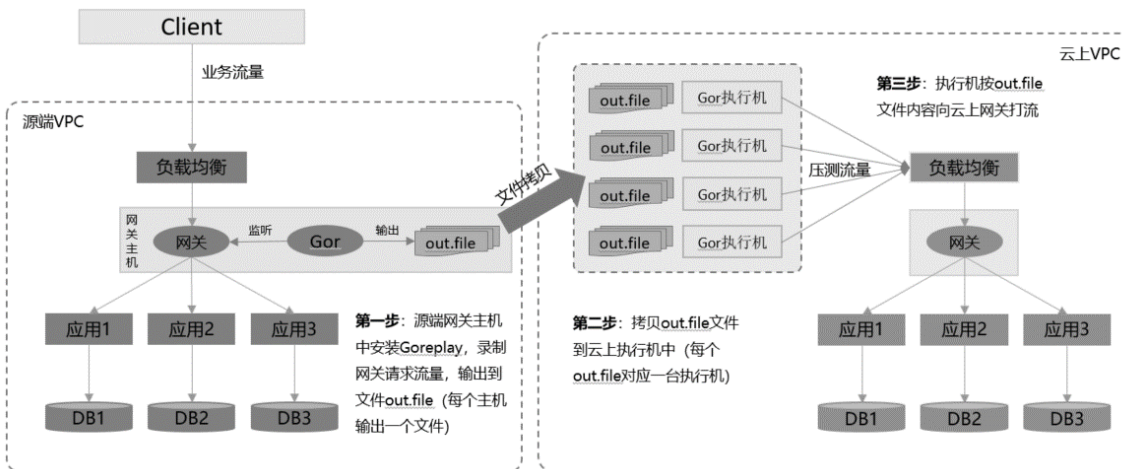 Client
业务流量
源端VPC
负载均衡
网关主机
网关
监听
Gor
输出
out.file
应用1
应用2
应用3
DB1
DB2
DB3
第一步：源端网关主机
中安装Goreplay，录制
网关请求流量，输出到
文件out.file（每个主机
输出一个文件）
文件拷贝
云上VPC
out.file
Gor执行机
out.file
Gor执行机
out.file
Gor执行机
out.file
Gor执行机
压测流量
第三步：执行机按out.file
文件内容向云上网关打流
负载均衡
网关
第二步：拷贝out.file文件
到云上执行机中（每个
out.file对应一台执行机）
应用1
应用2
应用3
DB1
DB2
DB3